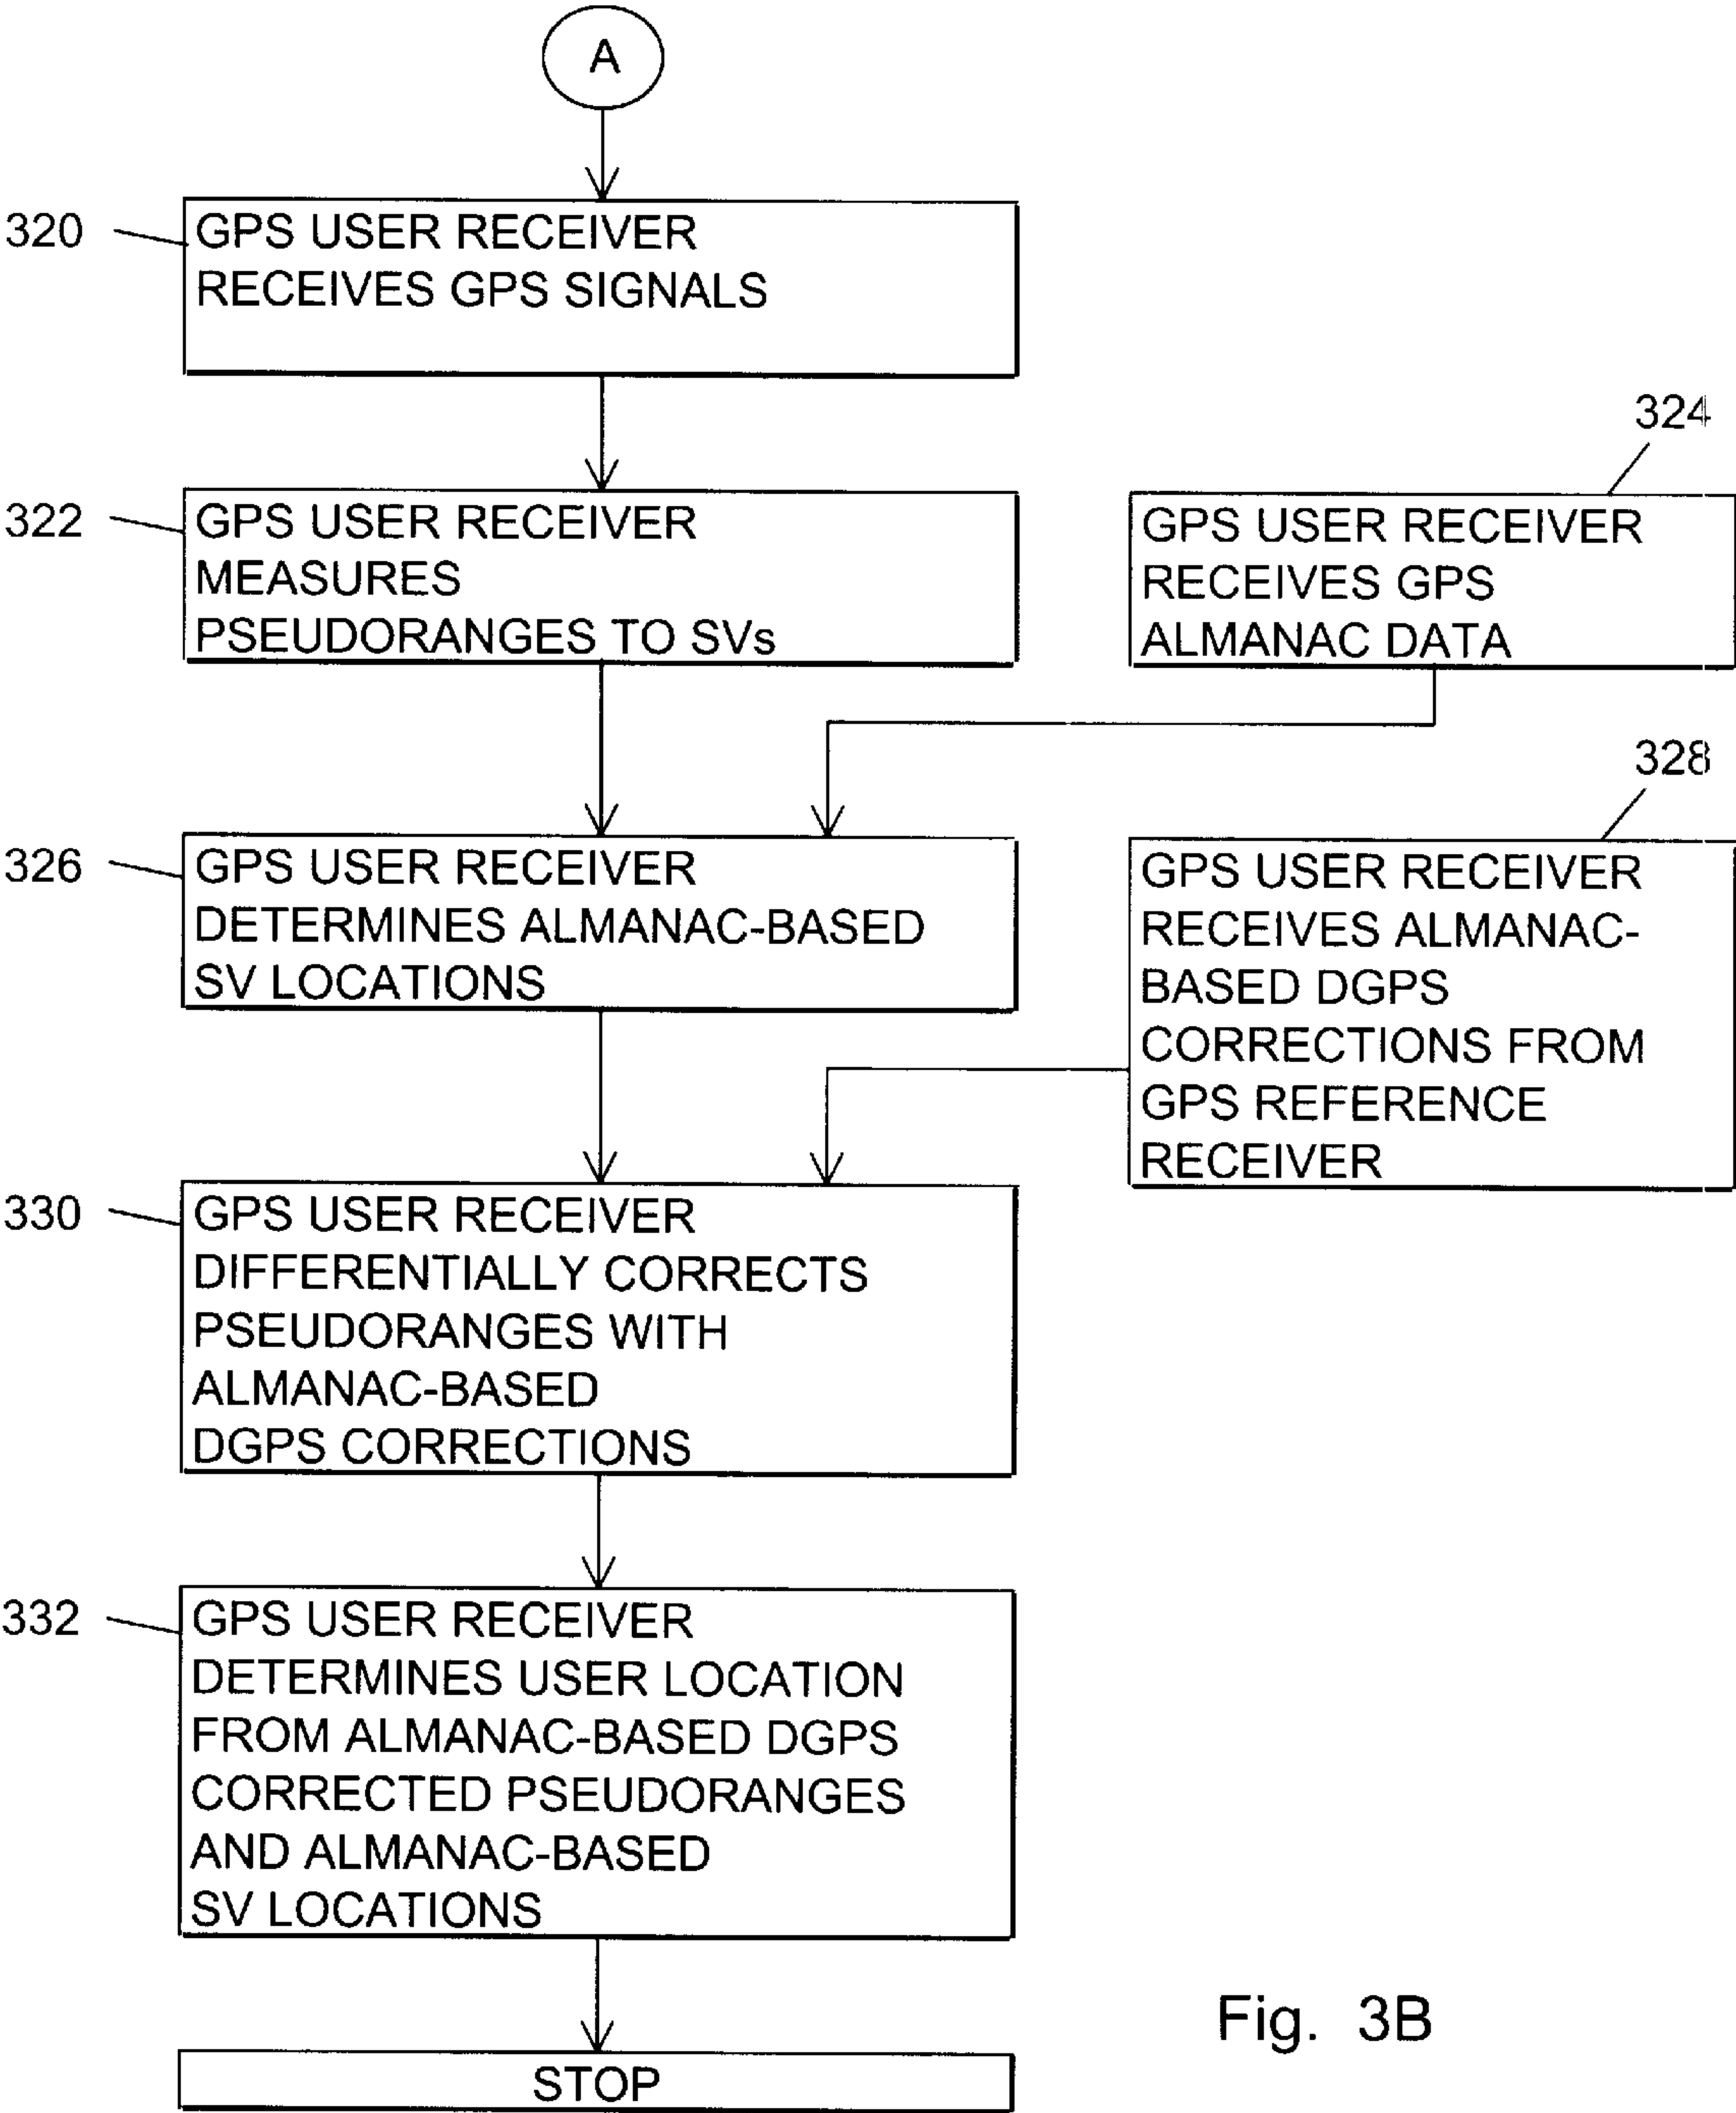 A
320
GPS USER RECEIVER
RECEIVES GPS SIGNALS
322
GPS USER RECEIVER
MEASURES
PSEUDORANGES TO SVs
324
GPS USER RECEIVER
RECEIVES GPS
ALMANAC DATA
326
GPS USER RECEIVER
DETERMINES ALMANAC-BASED
SV LOCATIONS
328
GPS USER RECEIVER
RECEIVES ALMANAC-
BASED DGPS
CORRECTIONS FROM
GPS REFERENCE
RECEIVER
330
GPS USER RECEIVER
DIFFERENTIALLY CORRECTS
PSEUDORANGES WITH
ALMANAC-BASED
DGPS CORRECTIONS
332
GPS USER RECEIVER
DETERMINES USER LOCATION
FROM ALMANAC-BASED DGPS
CORRECTED PSEUDORANGES
AND ALMANAC-BASED
SV LOCATIONS
STOP
Fig. 3B